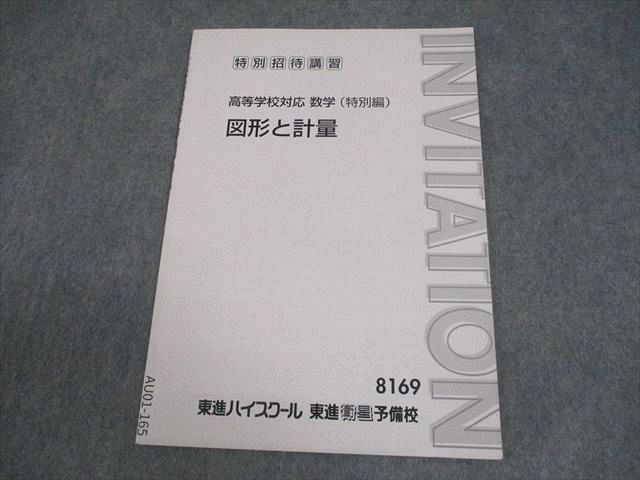 特別招待講習
高等学校対応 数学（特別編）
図形と計量
INVITATION
8169
東進ハイスクール 東進衛星予備校
AU01-165